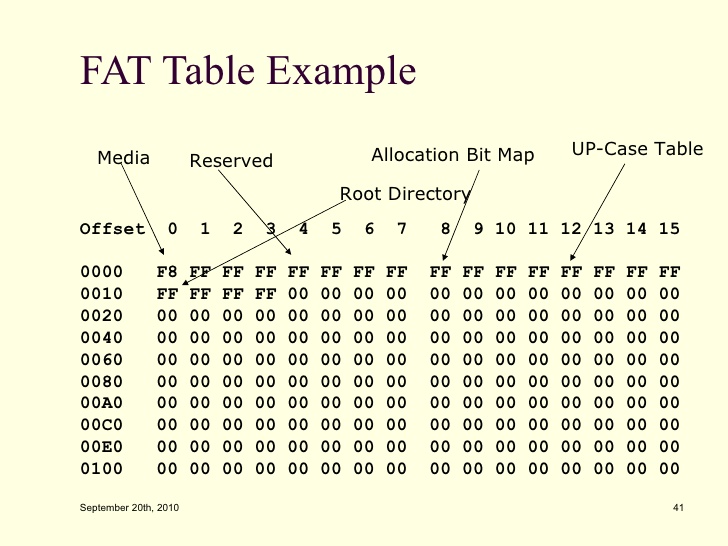 FAT Table Example
Media Reserved Allocation Bit Map UP-Case Table
Root Directory
Offset 0 1 2 3 4 5 6 7 8 9 10 11 12 13 14 15
0000 F8 FF FF FF FF FF FF FF FF FF FF FF FF FF FF FF
0010 FF FF FF FF 00 00 00 00 00 00 00 00 00 00 00 00
0020 00 00 00 00 00 00 00 00 00 00 00 00 00 00 00 00
0040 00 00 00 00 00 00 00 00 00 00 00 00 00 00 00 00
0060 00 00 00 00 00 00 00 00 00 00 00 00 00 00 00 00
0080 00 00 00 00 00 00 00 00 00 00 00 00 00 00 00 00
00A0 00 00 00 00 00 00 00 00 00 00 00 00 00 00 00 00
00C0 00 00 00 00 00 00 00 00 00 00 00 00 00 00 00 00
00E0 00 00 00 00 00 00 00 00 00 00 00 00 00 00 00 00
0100 00 00 00 00 00 00 00 00 00 00 00 00 00 00 00 00
September 20th, 2010 41